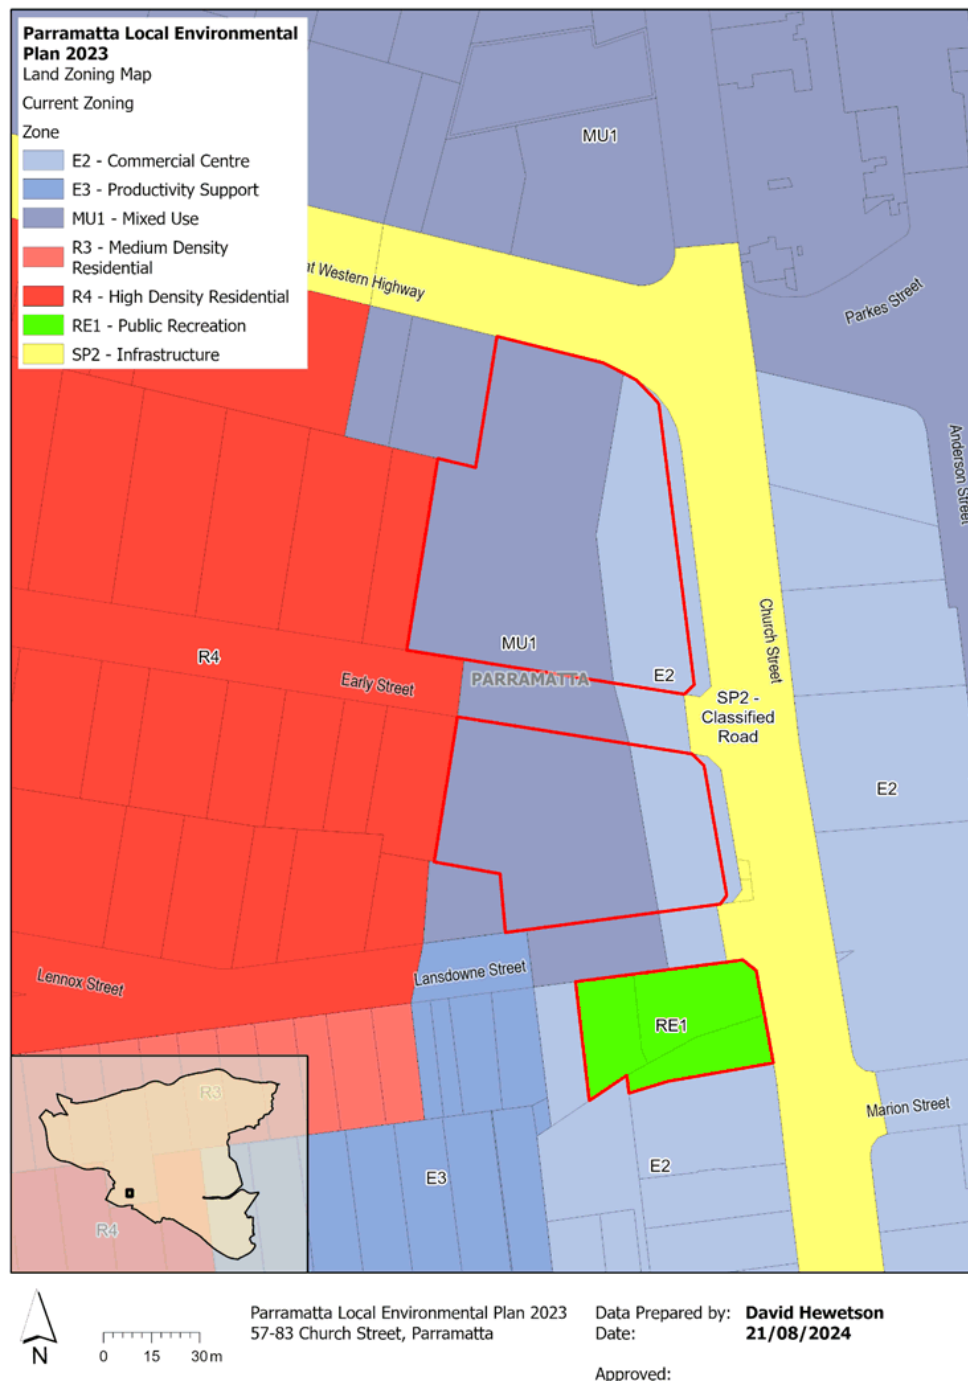 Parramatta Local Environmental
Plan 2023
Land Zoning Map
Current Zoning
Zone
E2 - Commercial Centre
E3 - Productivity Support
MU1 - Mixed Use
R3 - Medium Density
Residential
R4 - High Density Residential
RE1 - Public Recreation
SP2 - Infrastructure
MU1
Western Highway
Parkes Street
Anderson Street
Church Street
MU1
R4
Early Street
PARRAMATTA
E2
SP2 -
Classified
Road
E2
Lennox Street
Lansdowne Street
RE1
R3
Marion Street
E2
E3
R4
N
0 15 30 m
Parramatta Local Environmental Plan 2023
57-83 Church Street, Parramatta
Data Prepared by: David Hewetson
Date: 21/08/2024
Approved: